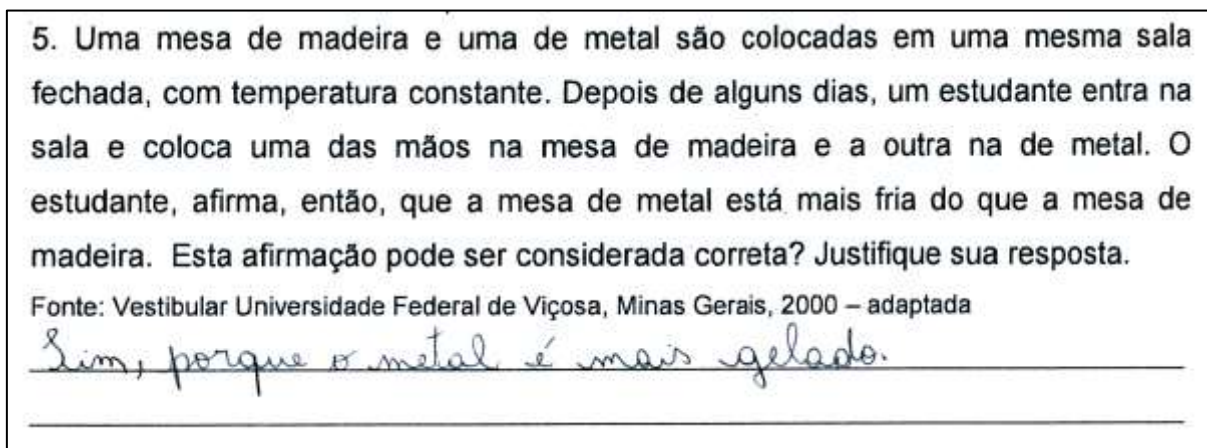 5. Uma mesa de madeira e uma de metal são colocadas em uma mesma sala
fechada, com temperatura constante. Depois de alguns dias, um estudante entra na
sala e coloca uma das mãos na mesa de madeira e a outra na de metal. O
estudante, afirma, então, que a mesa de metal está mais fria do que a mesa de
madeira. Esta afirmação pode ser considerada correta? Justifique sua resposta.
Fonte: Vestibular Universidade Federal de Viçosa, Minas Gerais, 2000 – adaptada
Sim, porque o metal é mais gelado.